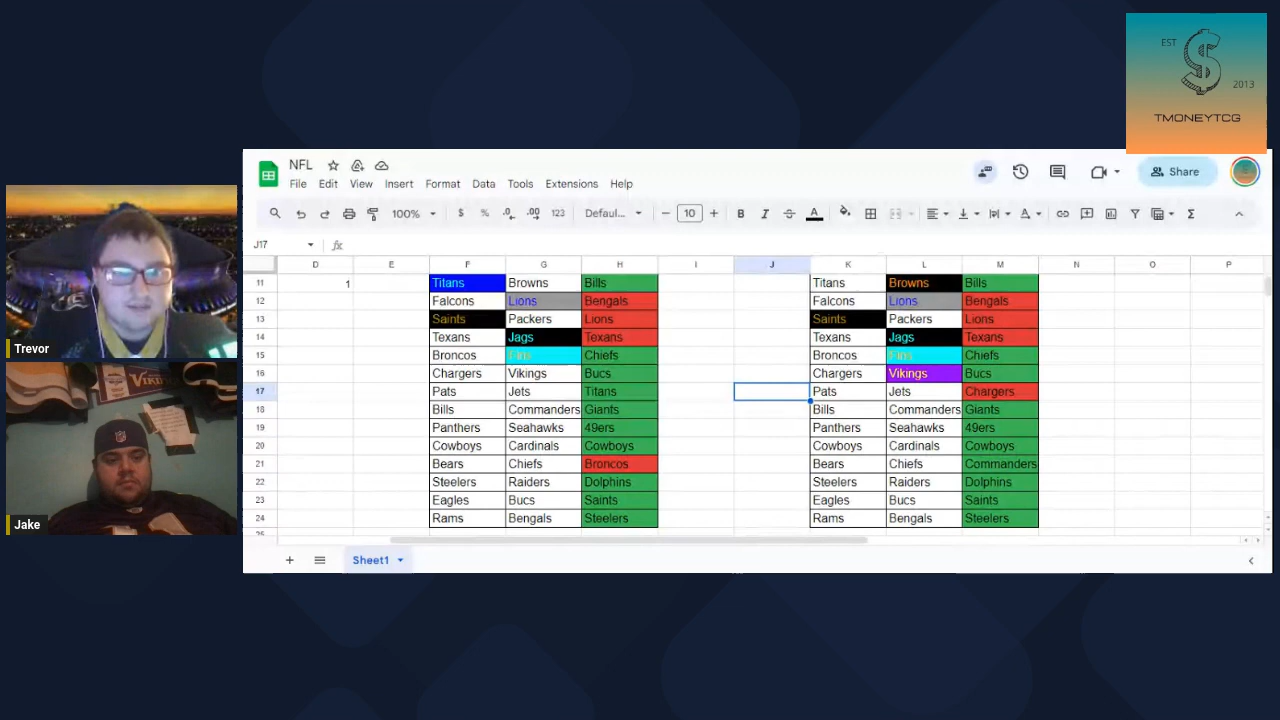 EST
2013
TMONEYTCG
NFL
File Edit View Insert Format Data Tools Extensions Help
Share
100% $ % .0 .00 123 Defaul... 10 B I A
J17 fx
D E F G H I J K L M N O P
11 1 Titans Browns Bills Titans Browns Bills
12 Falcons Lions Bengals Falcons Lions Bengals
13 Saints Packers Lions Saints Packers Lions
14 Texans Jags Texans Texans Jags Texans
15 Broncos Fins Chiefs Broncos Fins Chiefs
16 Chargers Vikings Bucs Chargers Vikings Bucs
17 Pats Jets Titans Pats Jets Chargers
18 Bills Commanders Giants Bills Commanders Giants
19 Panthers Seahawks 49ers Panthers Seahawks 49ers
20 Cowboys Cardinals Cowboys Cowboys Cardinals Cowboys
21 Bears Chiefs Broncos Bears Chiefs Commanders
22 Steelers Raiders Dolphins Steelers Raiders Dolphins
23 Eagles Bucs Saints Eagles Bucs Saints
24 Rams Bengals Steelers Rams Bengals Steelers
Sheet1
Trevor
VIKINGS
Jake